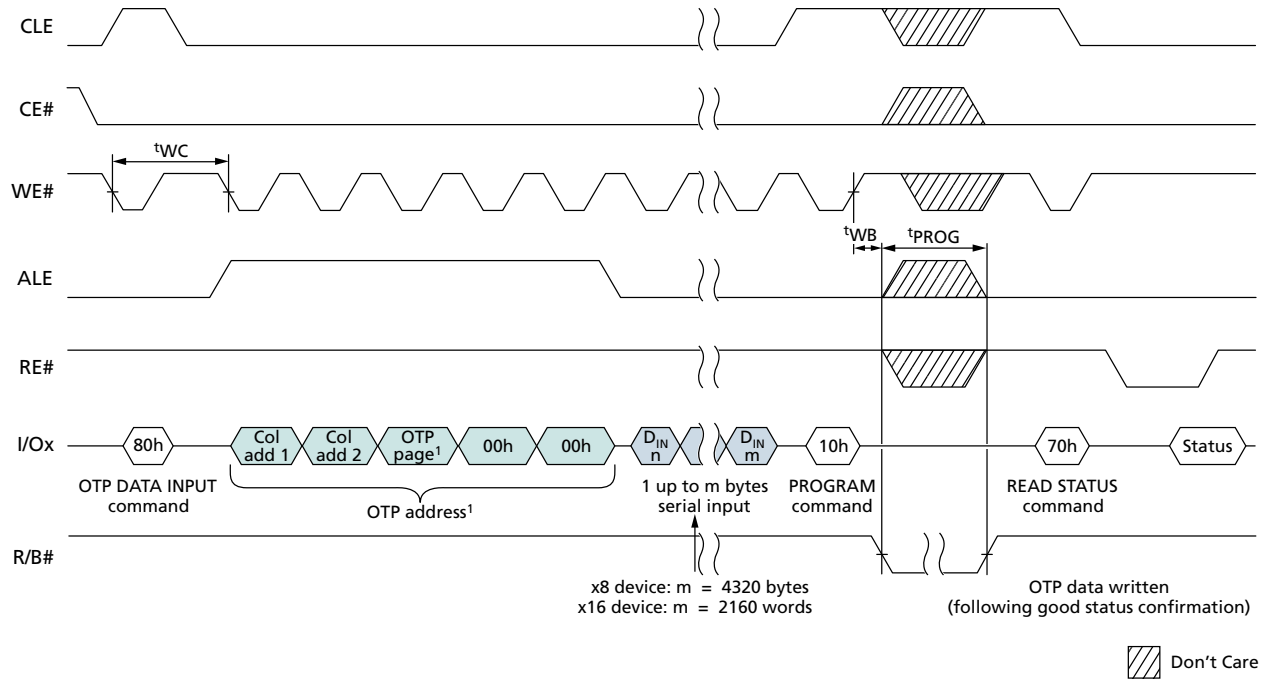 CLE
CE#
tWC
WE#
tWB
tPROG
ALE
RE#
I/Ox
80h
Col add 1
Col add 2
OTP page1
00h
00h
DIN n
DIN m
10h
70h
Status
OTP DATA INPUT
command
OTP address1
1 up to m bytes
serial input
PROGRAM
command
READ STATUS
command
R/B#
x8 device: m = 4320 bytes
x16 device: m = 2160 words
OTP data written
(following good status confirmation)
Don't Care